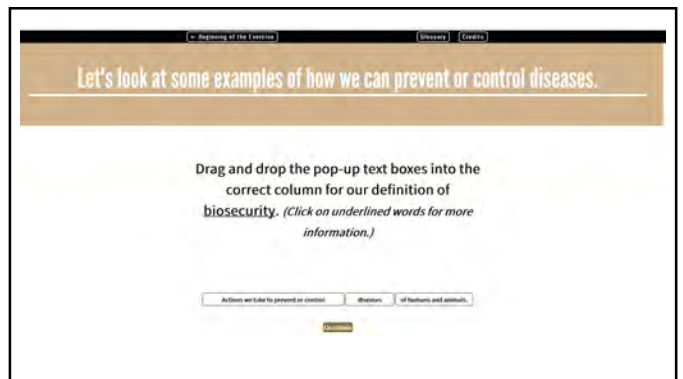 ← Beginning of the Exercise
Glossary
Credits
Let's look at some examples of how we can prevent or control diseases.
Drag and drop the pop-up text boxes into the
correct column for our definition of
biosecurity. (Click on underlined words for more
information.)
Actions we take to prevent or control
diseases
of humans and animals.